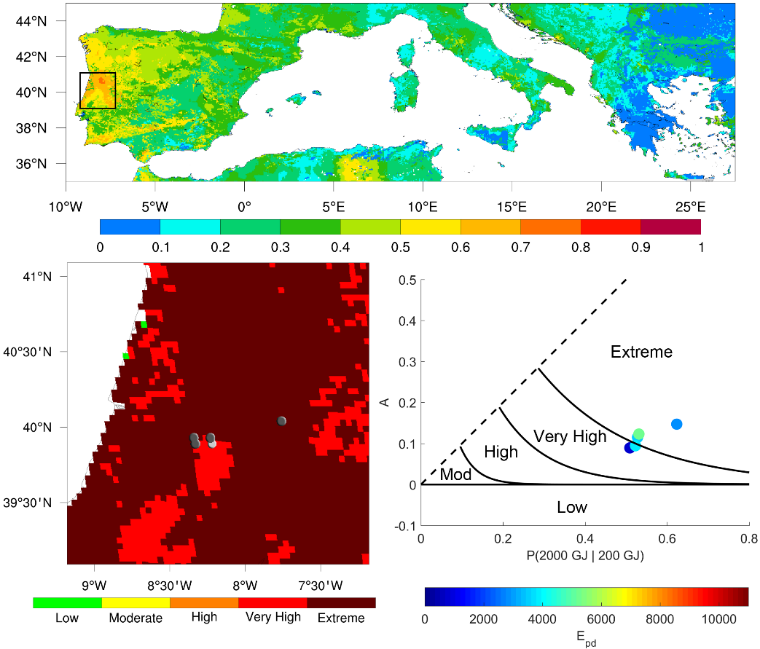 44°N
42°N
40°N
38°N
36°N
10°W 5°W 0° 5°E 10°E 15°E 20°E 25°E
0 0.1 0.2 0.3 0.4 0.5 0.6 0.7 0.8 0.9 1
41°N
40°30'N
40°N
39°30'N
9°W 8°30'W 8°W 7°30'W
Low Moderate High Very High Extreme
0.5
0.4
0.3
0.2
0.1
0
-0.1
A
Extreme
Very High
High
Mod
Low
0 0.2 0.4 0.6 0.8
P(2000 GJ | 200 GJ)
0 2000 4000 6000 8000 10000
E_pd